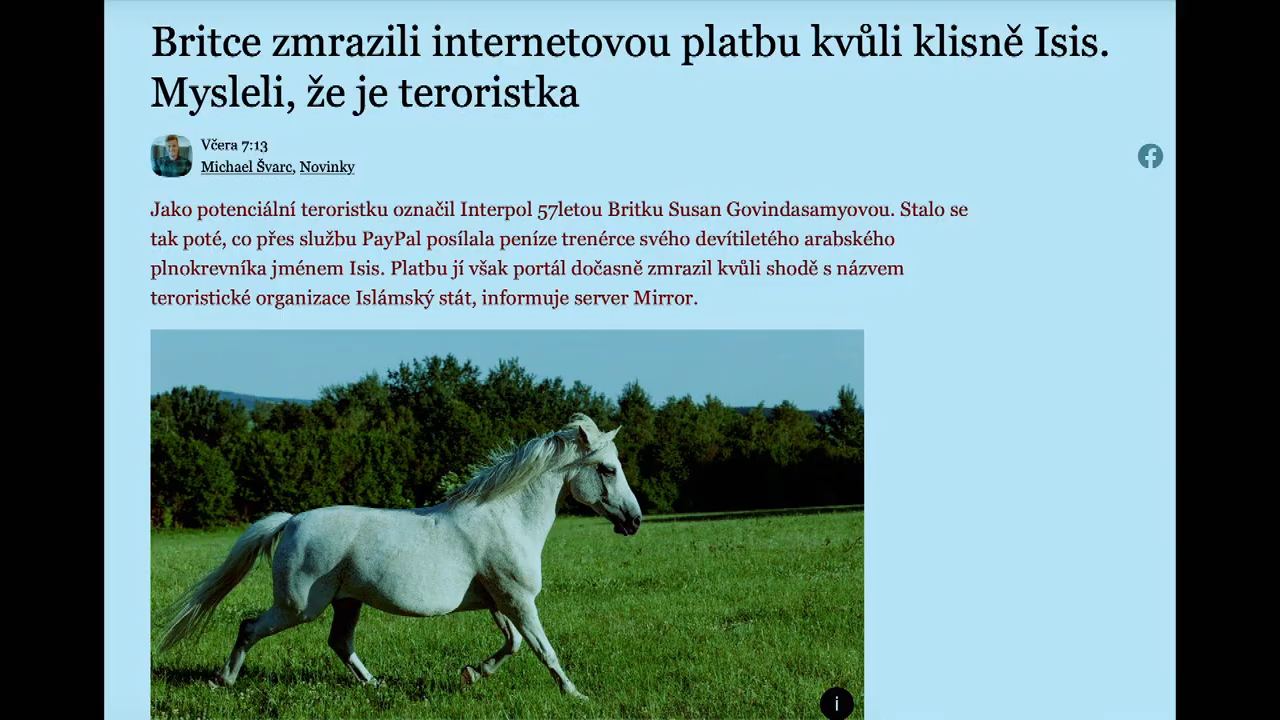 Britce zmrazili internetovou platbu kvůli klisně Isis.
Mysleli, že je teroristka
Včera 7:13
Michael Švarc, Novinky
Jako potenciální teroristku označil Interpol 57letou Britku Susan Govindasamyovou. Stalo se
tak poté, co přes službu PayPal posílala peníze trenérce svého devítiletého arabského
plnokrevníka jménem Isis. Platbu jí však portál dočasně zmrazil kvůli shodě s názvem
teroristické organizace Islámský stát, informuje server Mirror.
i